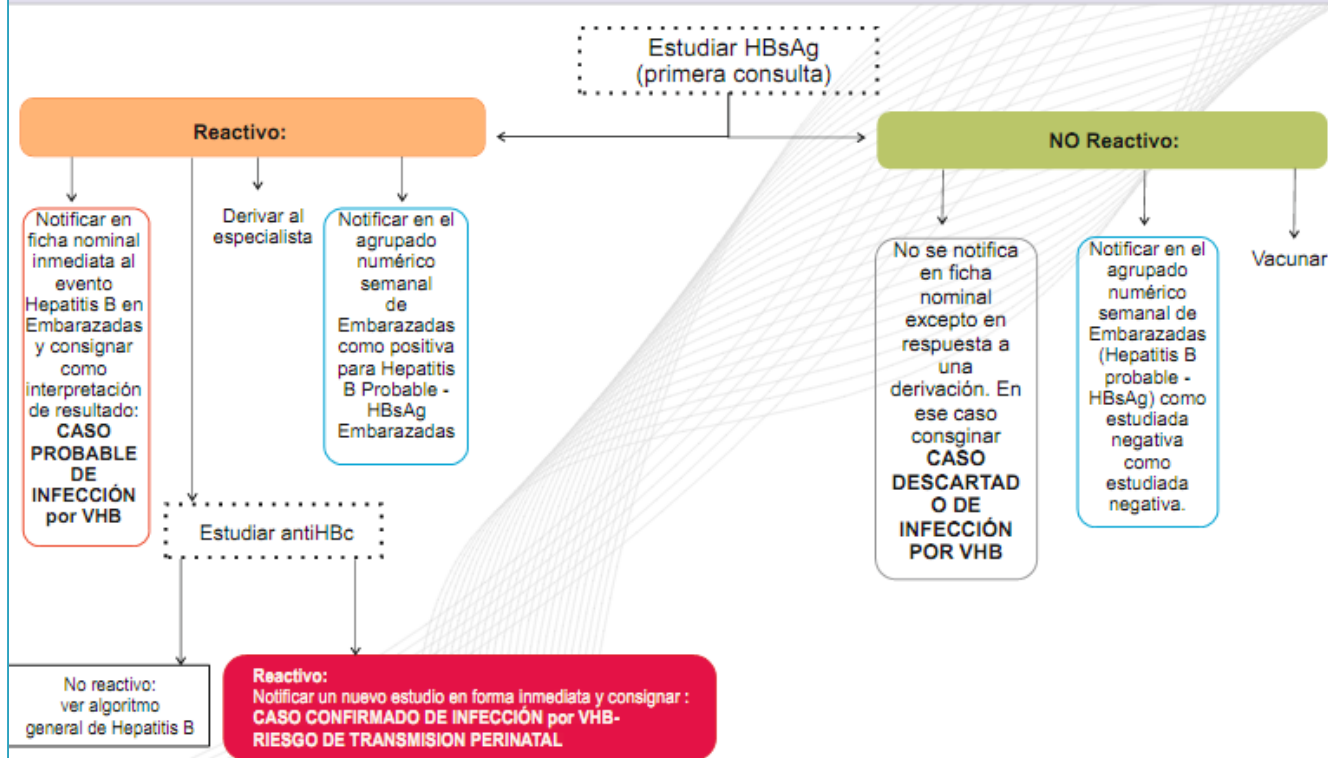 Estudiar HBsAg
(primera consulta)
Reactivo:
NO Reactivo:
Notificar en
ficha nominal
inmediata al
evento
Hepatitis B en
Embarazadas
y consignar
como
interpretación
de resultado:
CASO
PROBABLE
DE
INFECCIÓN
por VHB
Derivar al
especialista
Notificar en el
agrupado
numérico
semanal
de
Embarazadas
como positiva
para Hepatitis
B Probable -
HBsAg
Embarazadas
No se notifica
en ficha
nominal
excepto en
respuesta a
una
derivación. En
ese caso
consginar
CASO
DESCARTAD
O DE
INFECCIÓN
POR VHB
Notificar en el
agrupado
numérico
semanal de
Embarazadas
(Hepatitis B
probable -
HBsAg) como
estudiada
negativa
como
estudiada
negativa.
Vacunar
Estudiar antiHBc
No reactivo:
ver algoritmo
general de Hepatitis B
Reactivo:
Notificar un nuevo estudio en forma inmediata y consignar :
CASO CONFIRMADO DE INFECCIÓN por VHB-
RIESGO DE TRANSMISION PERINATAL